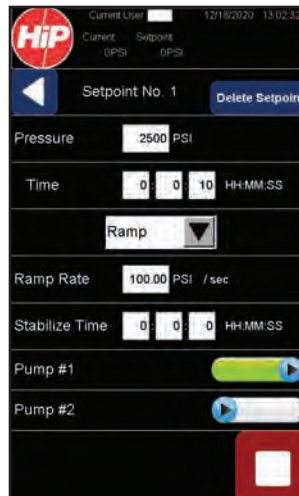 HiP
Current User 12/18/2020 13:02:32
Current Setpoint
0PSI 0PSI
Setpoint No. 1 Delete Setpoin
Pressure 2500 PSI
Time 0 : 0 : 10 HH:MM:SS
Ramp
Ramp Rate 100.00 PSI / sec
Stabilize Time 0 : 0 : 0 HH:MM:SS
Pump #1
Pump #2